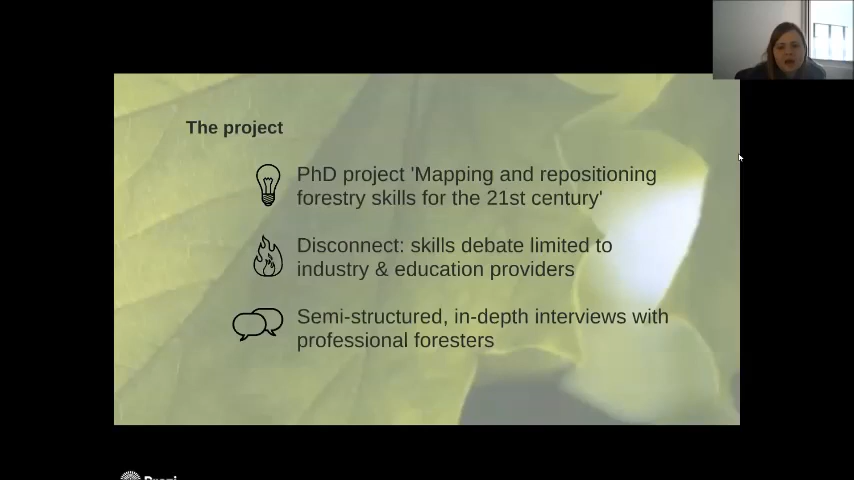 The project
PhD project 'Mapping and repositioning
forestry skills for the 21st century'
Disconnect: skills debate limited to
industry & education providers
Semi-structured, in-depth interviews with
professional foresters
Prezi